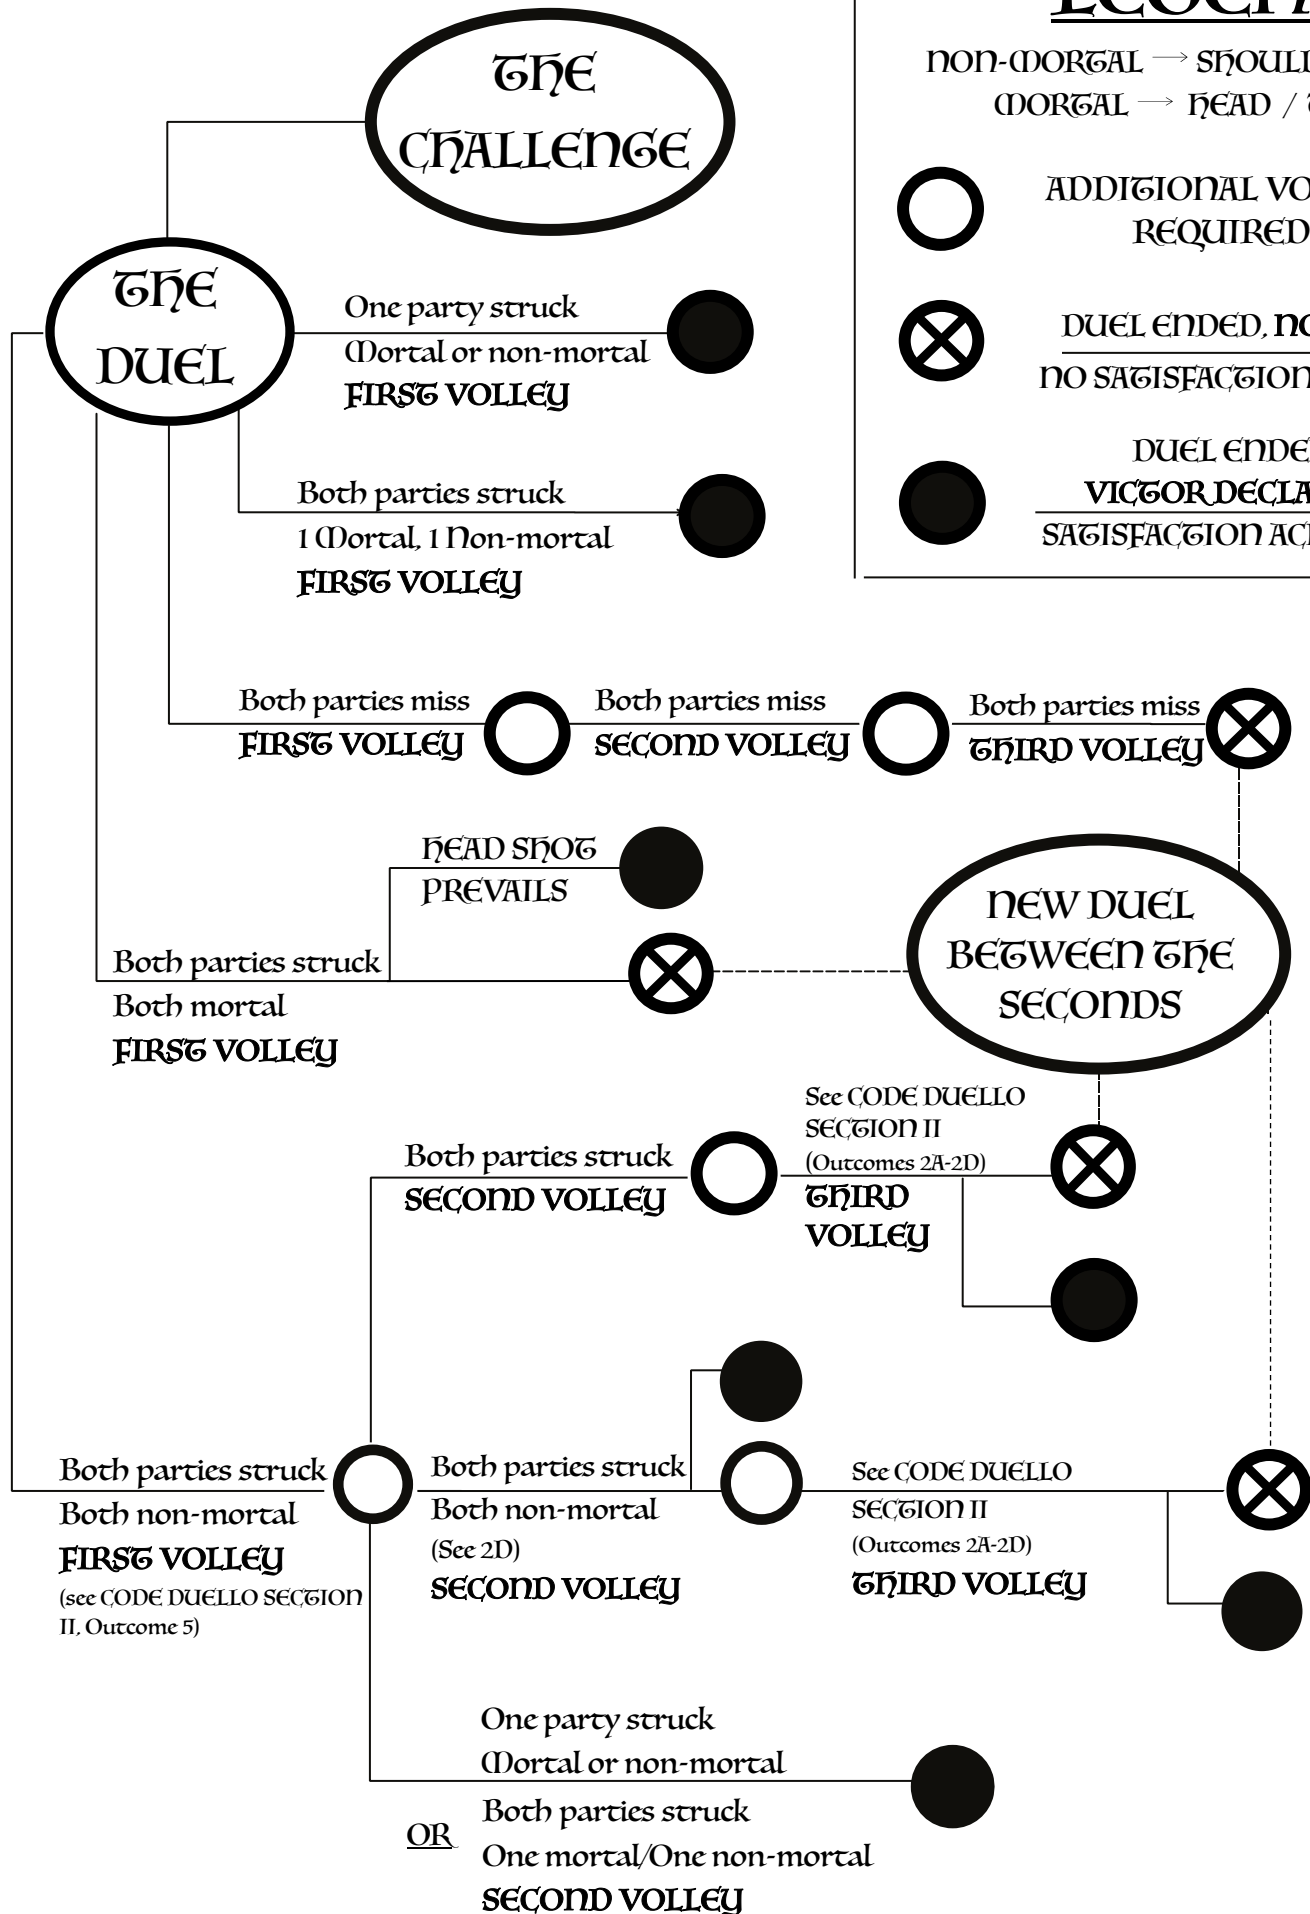 THE
CHALLENGE
NON-MORTAL → 
MORTAL → HEAD /
ADDITIONAL
REQUIRED
DUEL ENDED,
NO SATISFACTION
DUEL
VICTOR
SATISFACTION
THE
DUEL
One party struck
Mortal or non-mortal
FIRST VOLLEY
Both parties struck
1 Mortal, 1 Non-mortal
FIRST VOLLEY
Both parties miss
FIRST VOLLEY
Both parties miss
SECOND VOLLEY
Both parties miss
THIRD VOLLEY
HEAD SHOT
PREVAILS
Both parties struck
Both mortal
FIRST VOLLEY
NEW DUEL
BETWEEN THE
SECONDS
Both parties struck
SECOND VOLLEY
See CODE DUELLO
SECTION II
(Outcomes 2A-2D)
THIRD
VOLLEY
Both parties struck
Both non-mortal
FIRST VOLLEY
(see CODE DUELLO SECTION
II, Outcome 5)
Both parties struck
Both non-mortal
(See 2D)
SECOND VOLLEY
See CODE DUELLO
SECTION II
(Outcomes 2A-2D)
THIRD VOLLEY
One party struck
Mortal or non-mortal
OR
Both parties struck
One mortal/One non-mortal
SECOND VOLLEY